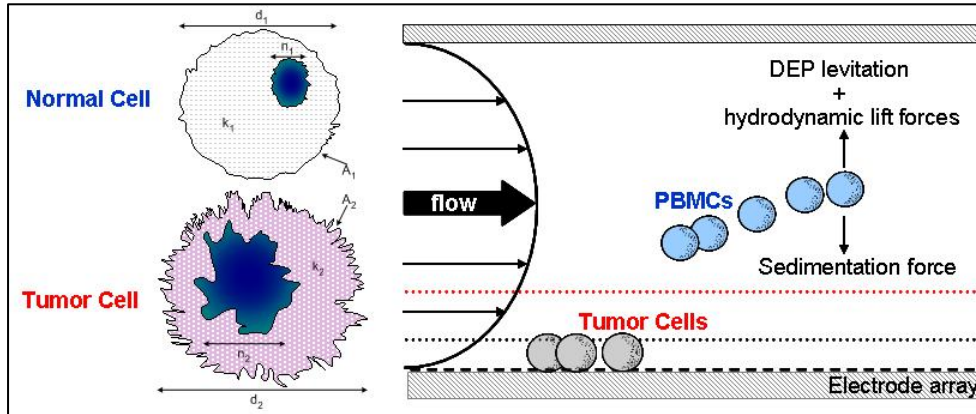 d1
n1
Normal Cell
k1
A1
A2
k2
Tumor Cell
n2
d2
flow
DEP levitation
+
hydrodynamic lift forces
PBMCs
Sedimentation force
Tumor Cells
Electrode array